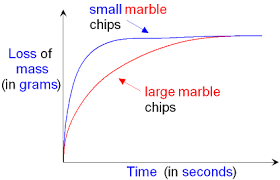 small marble
chips
Loss of
mass
(in grams)
large marble
chips
Time (in seconds)